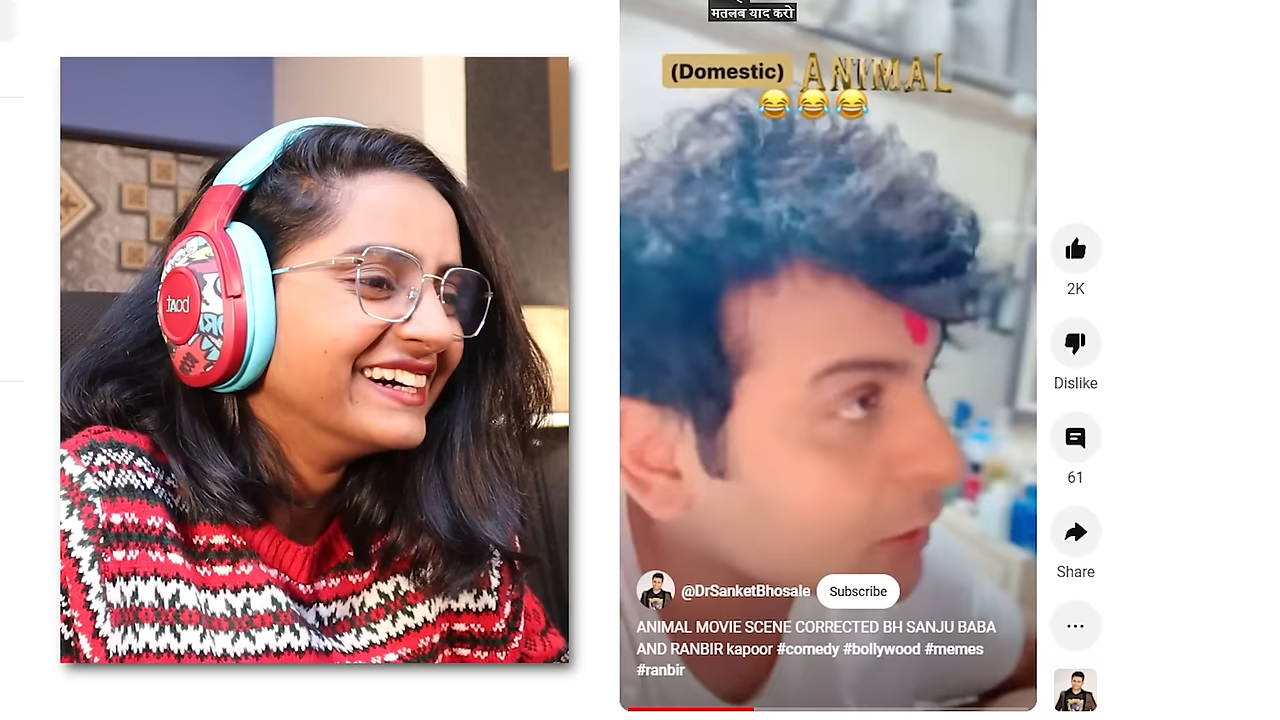 मतलब याद करो
(Domestic) ANIMAL
boAt
2K
Dislike
61
Share
@DrSanketBhosale Subscribe
ANIMAL MOVIE SCENE CORRECTED BH SANJU BABA
AND RANBIR kapoor #comedy #bollywood #memes
#ranbir